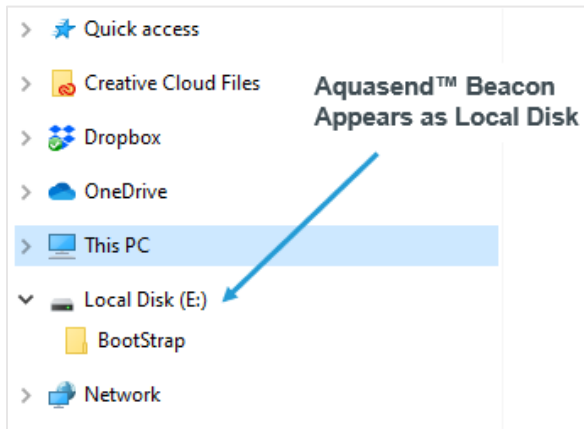 Quick access
Creative Cloud Files
Aquasend™ Beacon
Appears as Local Disk
Dropbox
OneDrive
This PC
Local Disk (E:)
BootStrap
Network